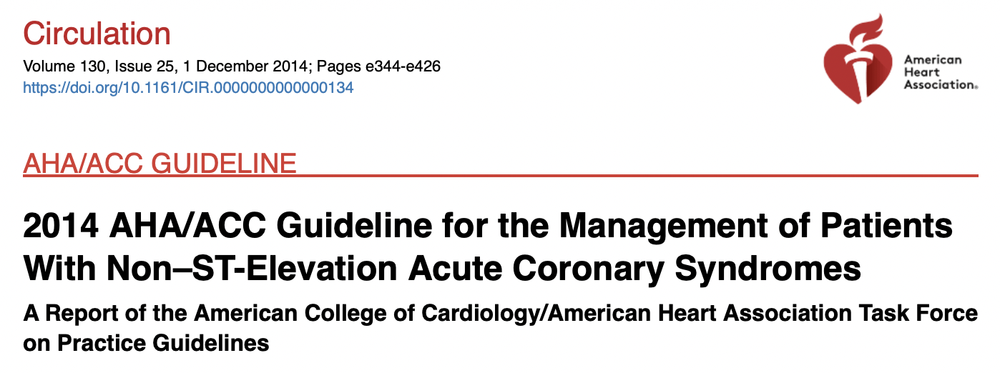 Circulation
Volume 130, Issue 25, 1 December 2014; Pages e344-e426
https://doi.org/10.1161/CIR.0000000000000134
American
Heart
Association®
AHA/ACC GUIDELINE
2014 AHA/ACC Guideline for the Management of Patients
With Non–ST-Elevation Acute Coronary Syndromes
A Report of the American College of Cardiology/American Heart Association Task Force
on Practice Guidelines